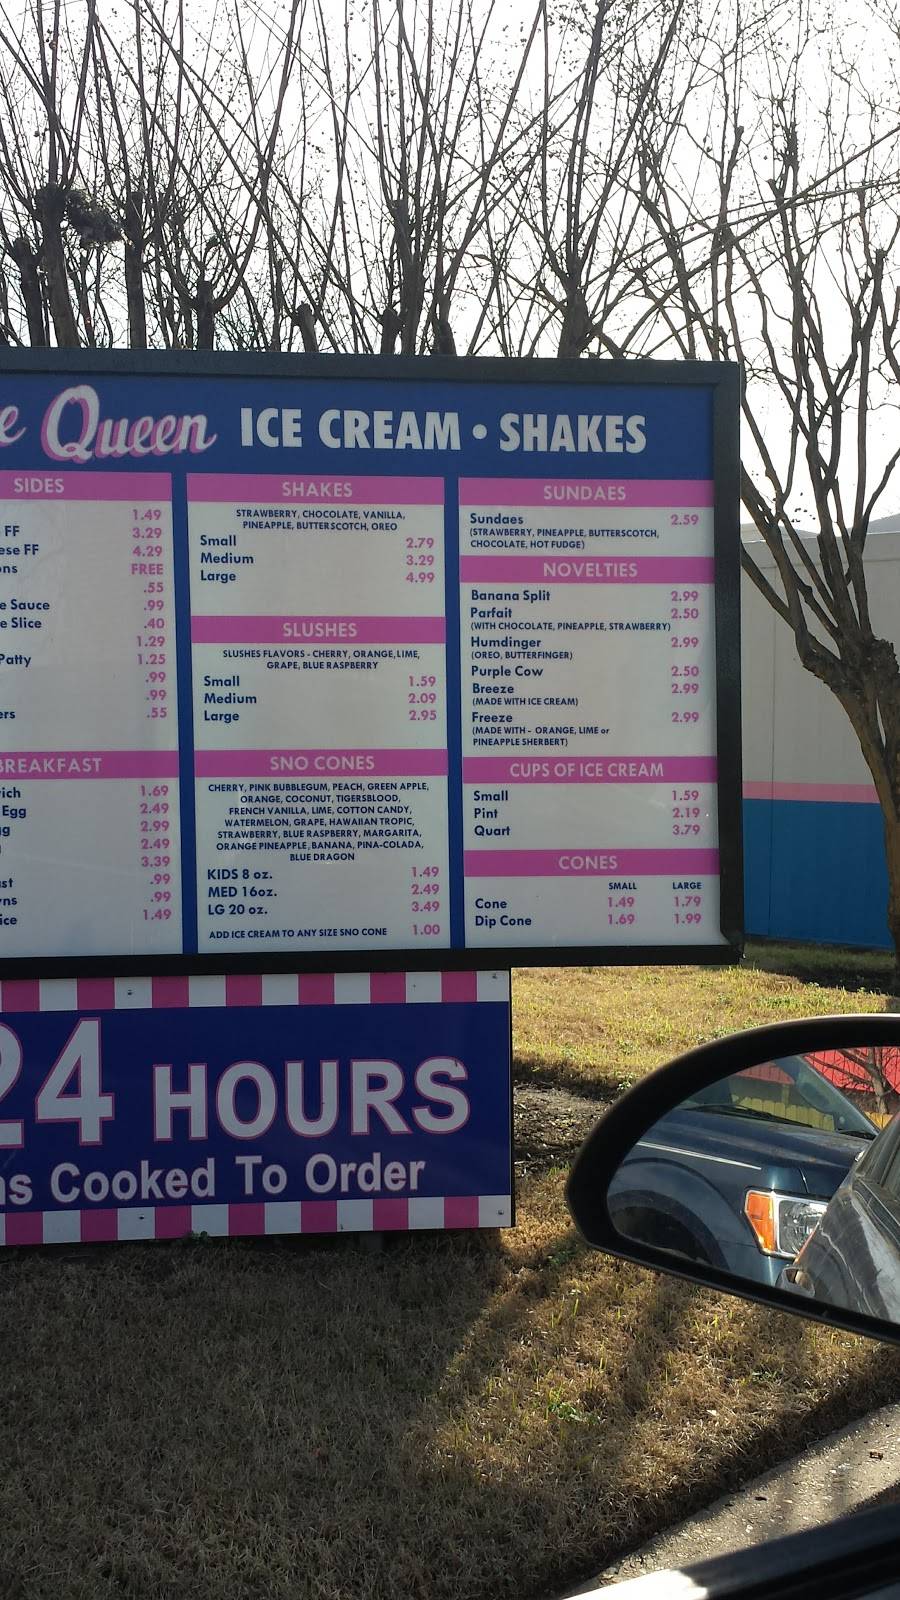 Queen ICE CREAM • SHAKES
SIDES
1.49
FF 3.29
ese FF 4.29
ons FREE
.55
e Sauce .99
e Slice .40
1.29
Patty 1.25
.99
.99
ers .55
BREAKFAST
ich 1.69
Egg 2.49
g 2.99
2.49
3.39
st .99
ns .99
ice 1.49
SHAKES
STRAWBERRY, CHOCOLATE, VANILLA,
PINEAPPLE, BUTTERSCOTCH, OREO
Small 2.79
Medium 3.29
Large 4.99
SLUSHES
SLUSHES FLAVORS - CHERRY, ORANGE, LIME,
GRAPE, BLUE RASPBERRY
Small 1.59
Medium 2.09
Large 2.95
SNO CONES
CHERRY, PINK BUBBLEGUM, PEACH, GREEN APPLE,
ORANGE, COCONUT, TIGERSBLOOD,
FRENCH VANILLA, LIME, COTTON CANDY,
WATERMELON, GRAPE, HAWAIIAN TROPIC,
STRAWBERRY, BLUE RASPBERRY, MARGARITA,
ORANGE PINEAPPLE, BANANA, PINA-COLADA,
BLUE DRAGON
KIDS 8 oz. 1.49
MED 16oz. 2.49
LG 20 oz. 3.49
ADD ICE CREAM TO ANY SIZE SNO CONE 1.00
SUNDAES
Sundaes 2.59
(STRAWBERRY, PINEAPPLE, BUTTERSCOTCH,
CHOCOLATE, HOT FUDGE)
NOVELTIES
Banana Split 2.99
Parfait 2.50
(WITH CHOCOLATE, PINEAPPLE, STRAWBERRY)
Humdinger 2.99
(OREO, BUTTERFINGER)
Purple Cow 2.50
Breeze 2.99
(MADE WITH ICE CREAM)
Freeze 2.99
(MADE WITH - ORANGE, LIME or
PINEAPPLE SHERBERT)
CUPS OF ICE CREAM
Small 1.59
Pint 2.19
Quart 3.79
CONES
SMALL LARGE
Cone 1.49 1.79
Dip Cone 1.69 1.99
24 HOURS
ns Cooked To Order